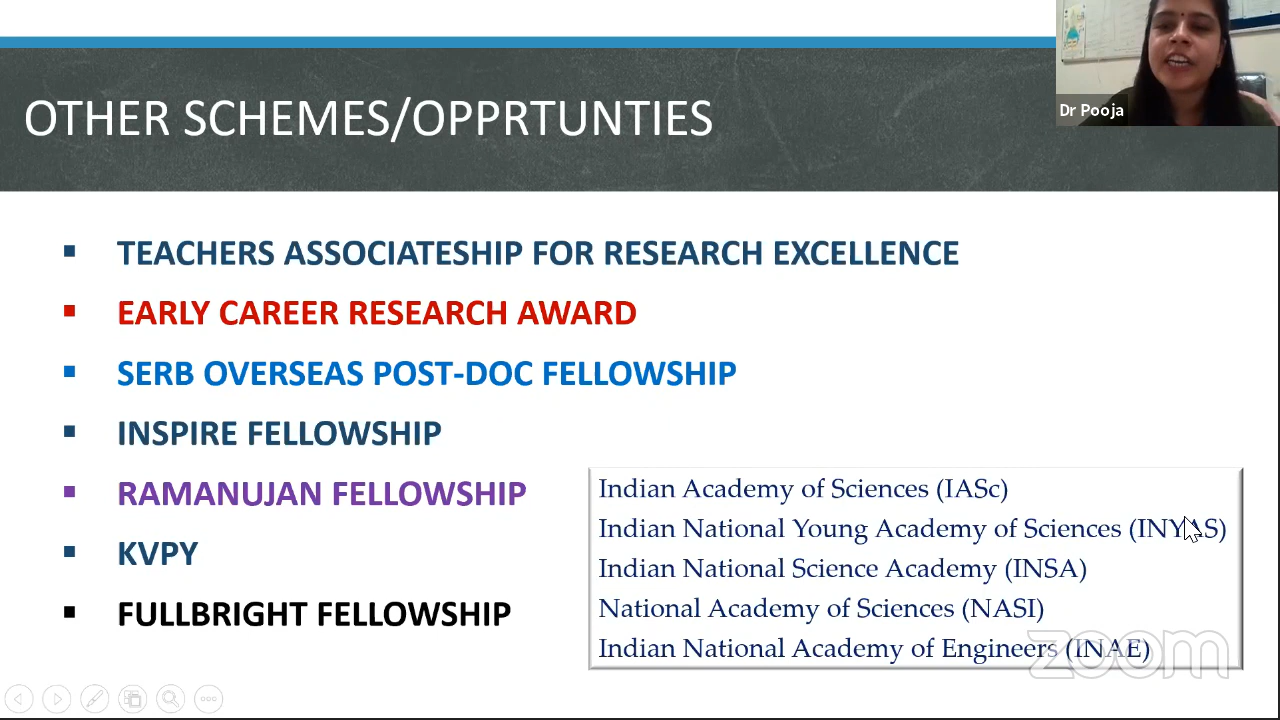 OTHER SCHEMES/OPPRTUNTIES
Dr Pooja
TEACHERS ASSOCIATESHIP FOR RESEARCH EXCELLENCE
EARLY CAREER RESEARCH AWARD
SERB OVERSEAS POST-DOC FELLOWSHIP
INSPIRE FELLOWSHIP
RAMANUJAN FELLOWSHIP
KVPY
FULLBRIGHT FELLOWSHIP
Indian Academy of Sciences (IASc)
Indian National Young Academy of Sciences (INYAS)
Indian National Science Academy (INSA)
National Academy of Sciences (NASI)
Indian National Academy of Engineers (INAE)
zoom